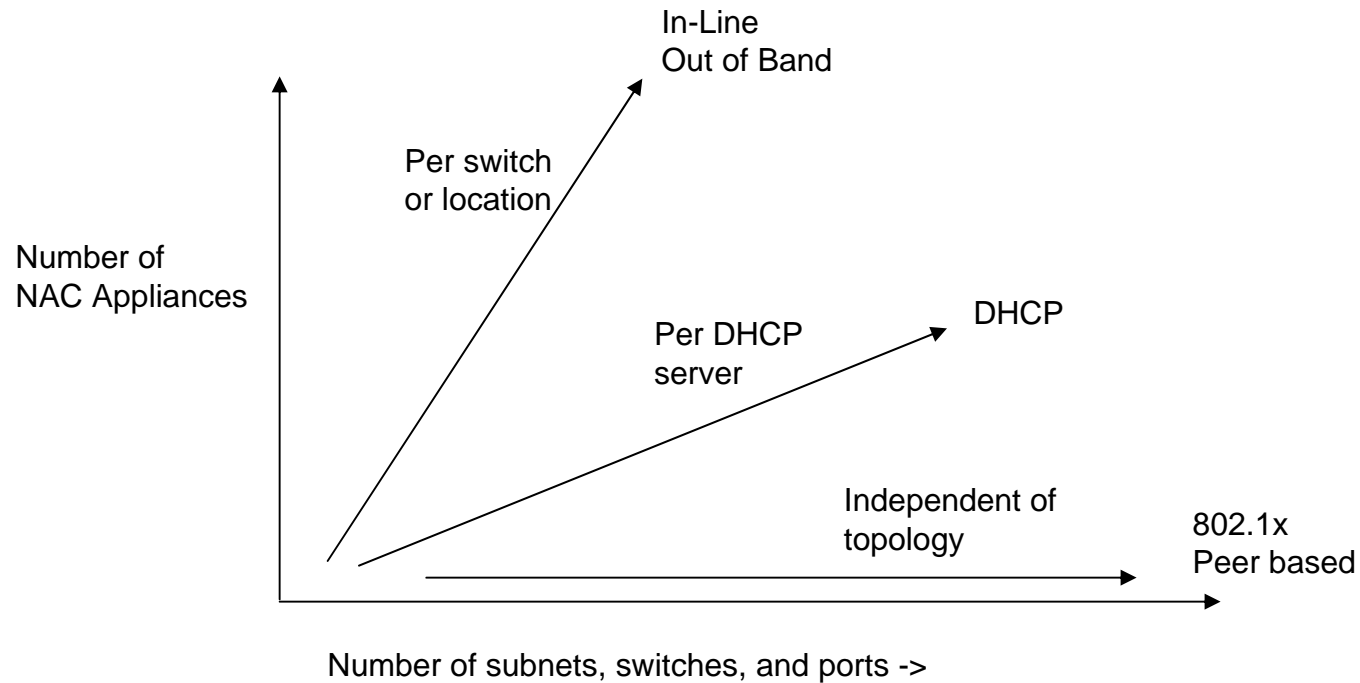 In-Line
Out of Band
Per switch
or location
Number of
NAC Appliances
Per DHCP
server
DHCP
Independent of
topology
802.1x
Peer based
Number of subnets, switches, and ports ->